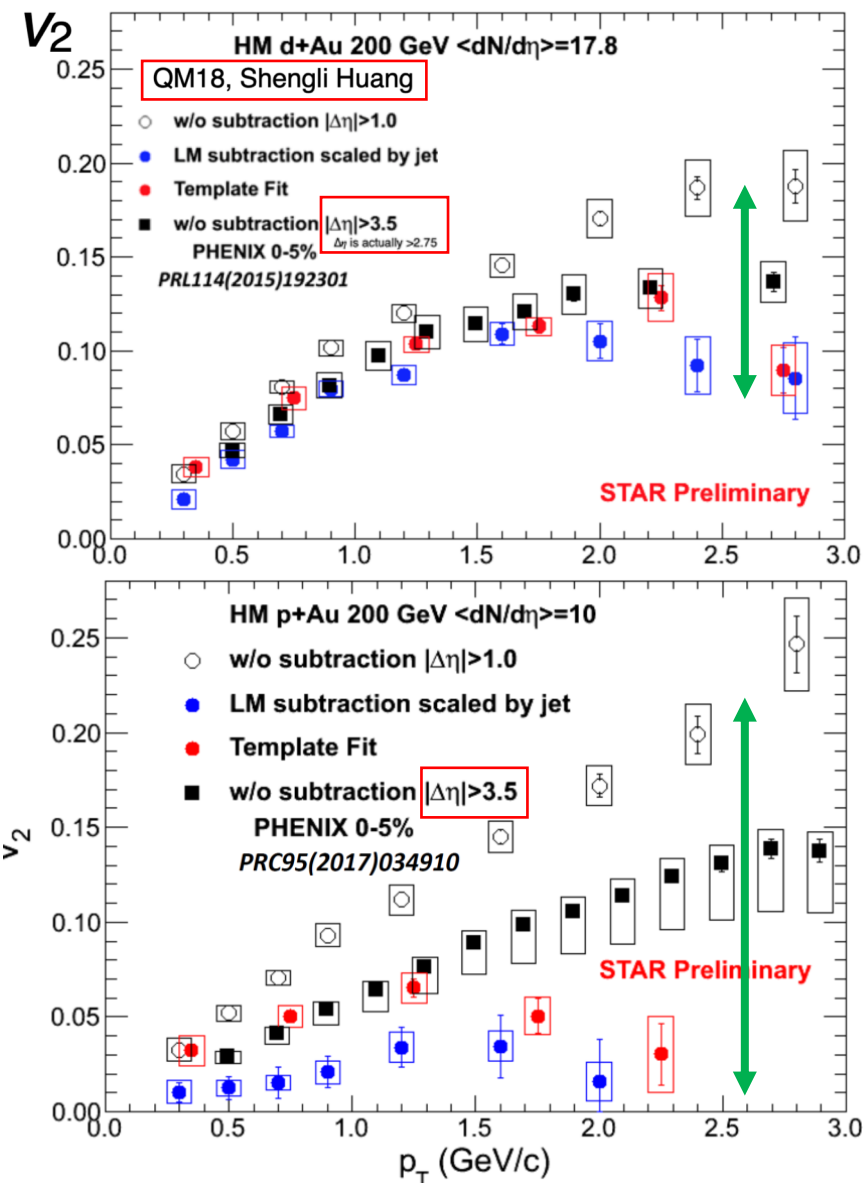 V2
HM d+Au 200 GeV <dN/dη>=17.8
QM18, Shengli Huang
w/o subtraction |Δη|>1.0
LM subtraction scaled by jet
Template Fit
w/o subtraction |Δη|>3.5
Δη is actually >2.75
PHENIX 0-5%
PRL114(2015)192301
0.25
0.20
0.15
0.10
0.05
0.00
STAR Preliminary
0.0 0.5 1.0 1.5 2.0 2.5 3.0
HM p+Au 200 GeV <dN/dη>=10
w/o subtraction |Δη|>1.0
LM subtraction scaled by jet
Template Fit
w/o subtraction |Δη|>3.5
PHENIX 0-5%
PRC95(2017)034910
0.25
0.20
0.15
0.10
0.05
0.00
v2
STAR Preliminary
0.0 0.5 1.0 1.5 2.0 2.5 3.0
pT (GeV/c)